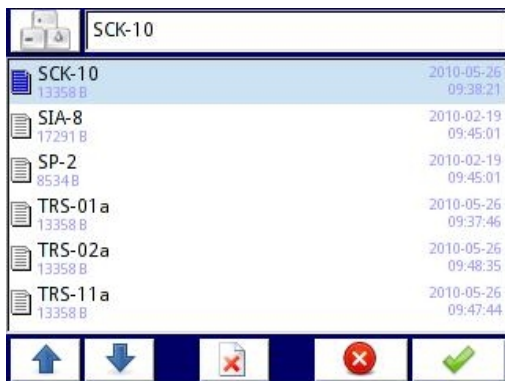 SCK-10
SCK-10 2010-05-26
13358 B 09:38:21
SIA-8 2010-02-19
17291 B 09:45:01
SP-2 2010-02-19
8534 B 09:45:01
TRS-01a 2010-05-26
13358 B 09:37:46
TRS-02a 2010-05-26
13358 B 09:48:35
TRS-11a 2010-05-26
13358 B 09:47:44